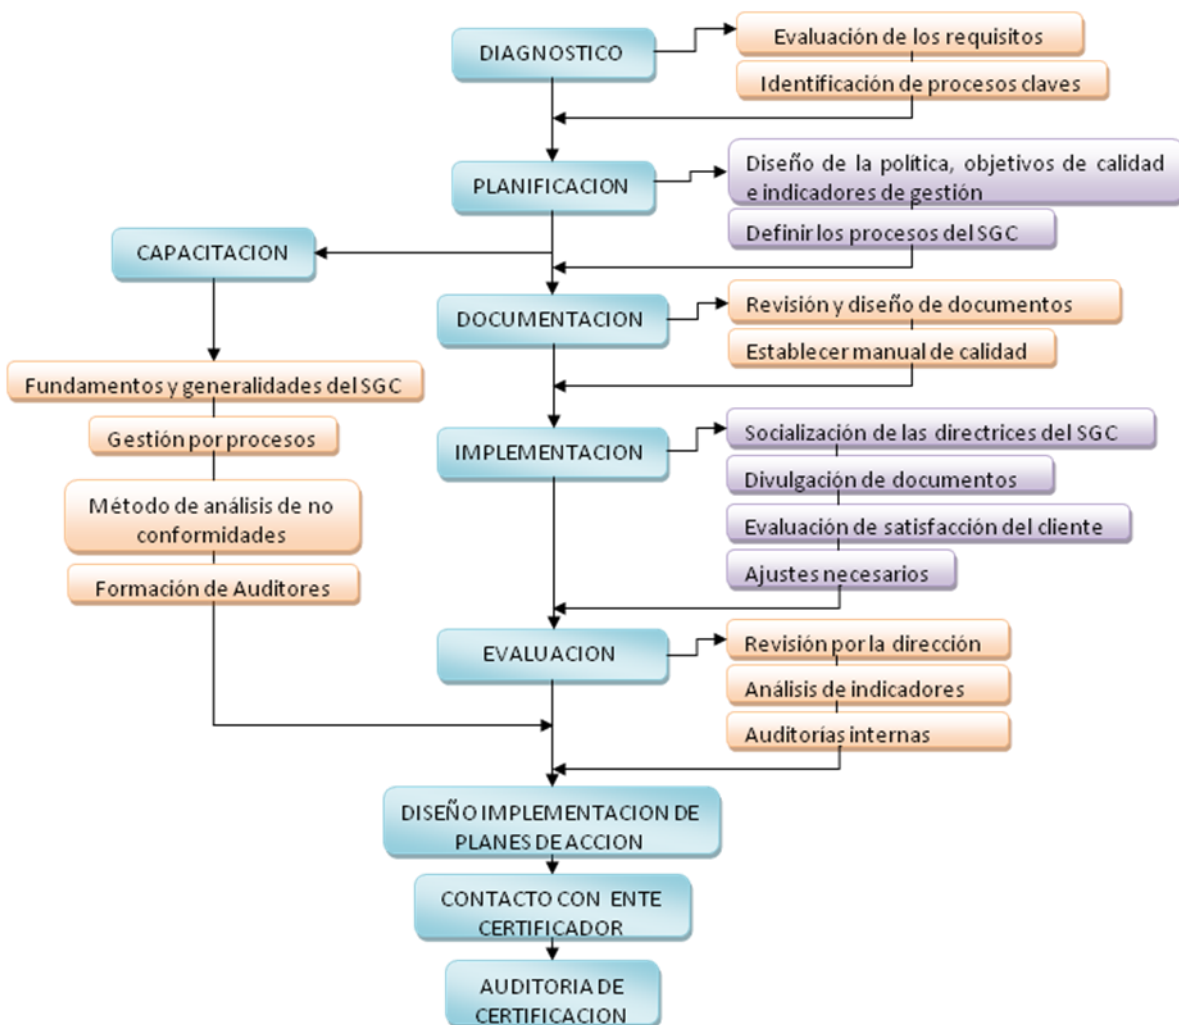 DIAGNOSTICO
Evaluación de los requisitos
Identificación de procesos claves
PLANIFICACION
Diseño de la política, objetivos de calidad
e indicadores de gestión
Definir los procesos del SGC
CAPACITACION
DOCUMENTACION
Revisión y diseño de documentos
Establecer manual de calidad
Fundamentos y generalidades del SGC
Gestión por procesos
Método de análisis de no
conformidades
Formación de Auditores
IMPLEMENTACION
Socialización de las directrices del SGC
Divulgación de documentos
Evaluación de satisfacción del cliente
Ajustes necesarios
EVALUACION
Revisión por la dirección
Análisis de indicadores
Auditorías internas
DISEÑO IMPLEMENTACION DE
PLANES DE ACCION
CONTACTO CON ENTE
CERTIFICADOR
AUDITORIA DE
CERTIFICACION